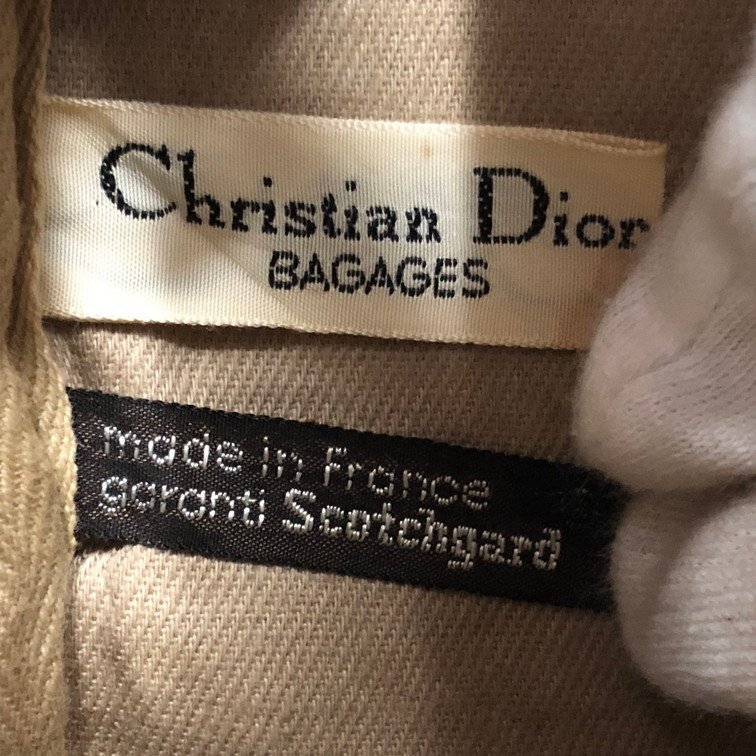 Christian Dior
BAGAGES
made in France
garanti Scotchgard